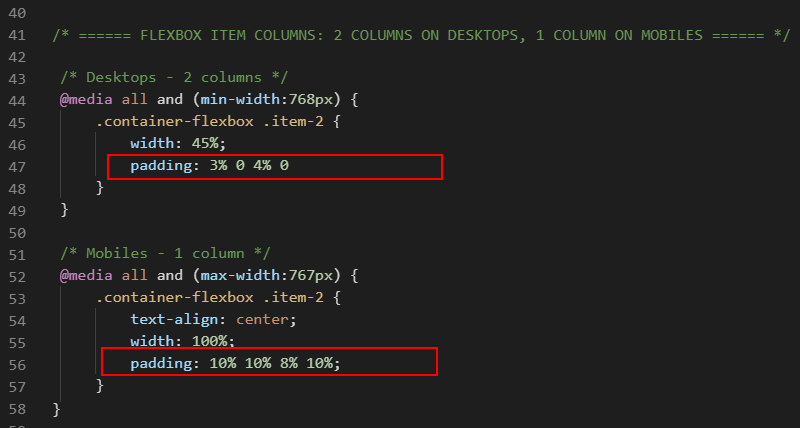 40
41 /* ====== FLEXBOX ITEM COLUMNS: 2 COLUMNS ON DESKTOPS, 1 COLUMN ON MOBILES ====== */
42
43 /* Desktops - 2 columns */
44 @media all and (min-width:768px) {
45 .container-flexbox .item-2 {
46 width: 45%;
47 padding: 3% 0 4% 0
48 }
49 }
50
51 /* Mobiles - 1 column */
52 @media all and (max-width:767px) {
53 .container-flexbox .item-2 {
54 text-align: center;
55 width: 100%;
56 padding: 10% 10% 8% 10%;
57 }
58 }